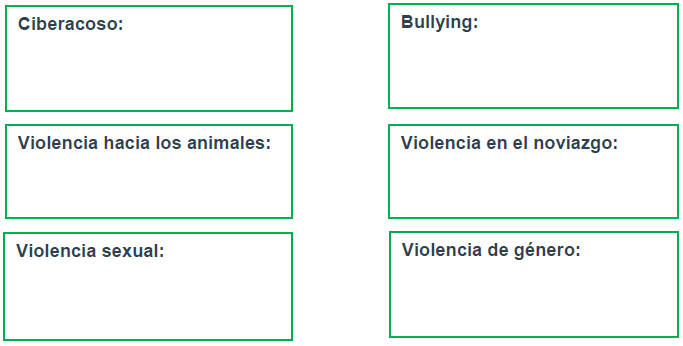 Ciberacoso:
Bullying:
Violencia hacia los animales:
Violencia en el noviazgo:
Violencia sexual:
Violencia de género: